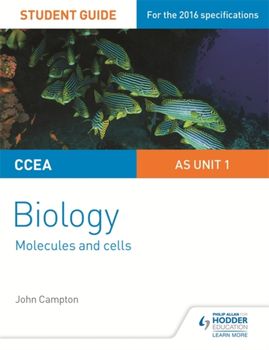 STUDENT GUIDE
For the 2016 specifications
CCEA
AS UNIT 1
Biology
Molecules and cells
John Campton
PHILIP ALLAN FOR
HODDER
EDUCATION
LEARN MORE